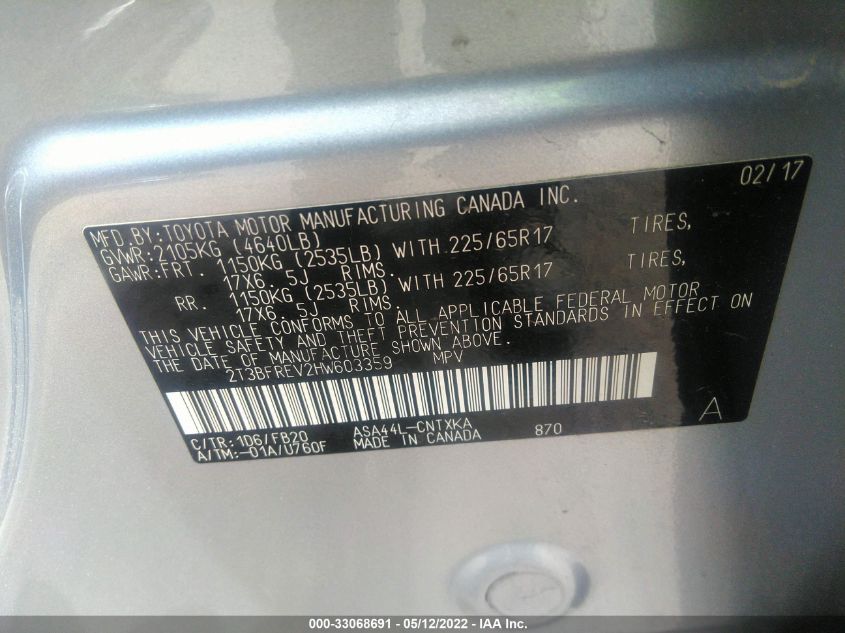 02/17
MFD.BY:TOYOTA MOTOR MANUFACTURING CANADA INC.
GVWR:2105KG (4640LB)
GAWR:FRT. 1150KG (2535LB) WITH 225/65R17 TIRES,
17X6.5J RIMS.
RR. 1150KG (2535LB) WITH 225/65R17 TIRES,
17X6.5J RIMS
THIS VEHICLE CONFORMS TO ALL APPLICABLE FEDERAL MOTOR
VEHICLE SAFETY AND THEFT PREVENTION STANDARDS IN EFFECT ON
THE DATE OF MANUFACTURE SHOWN ABOVE.
2T3BFREV2HW603359 MPV
A
C/TR:1D6/FB20 ASA44L-CNTXKA 870
A/TM:-01A/U760F MADE IN CANADA
000-33068691 - 05/12/2022 - IAA Inc.